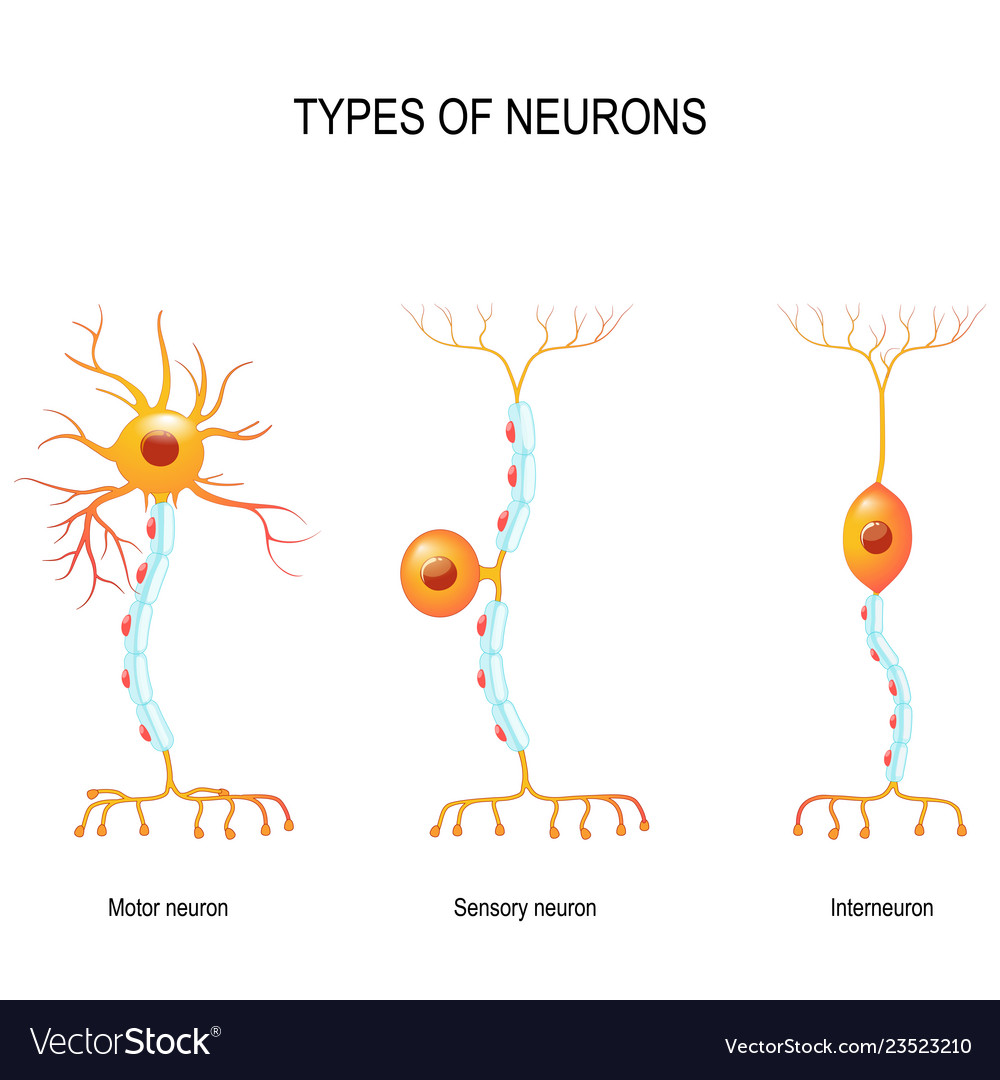 TYPES OF NEURONS
Motor neuron
Sensory neuron
Interneuron
VectorStock®
VectorStock.com/23523210